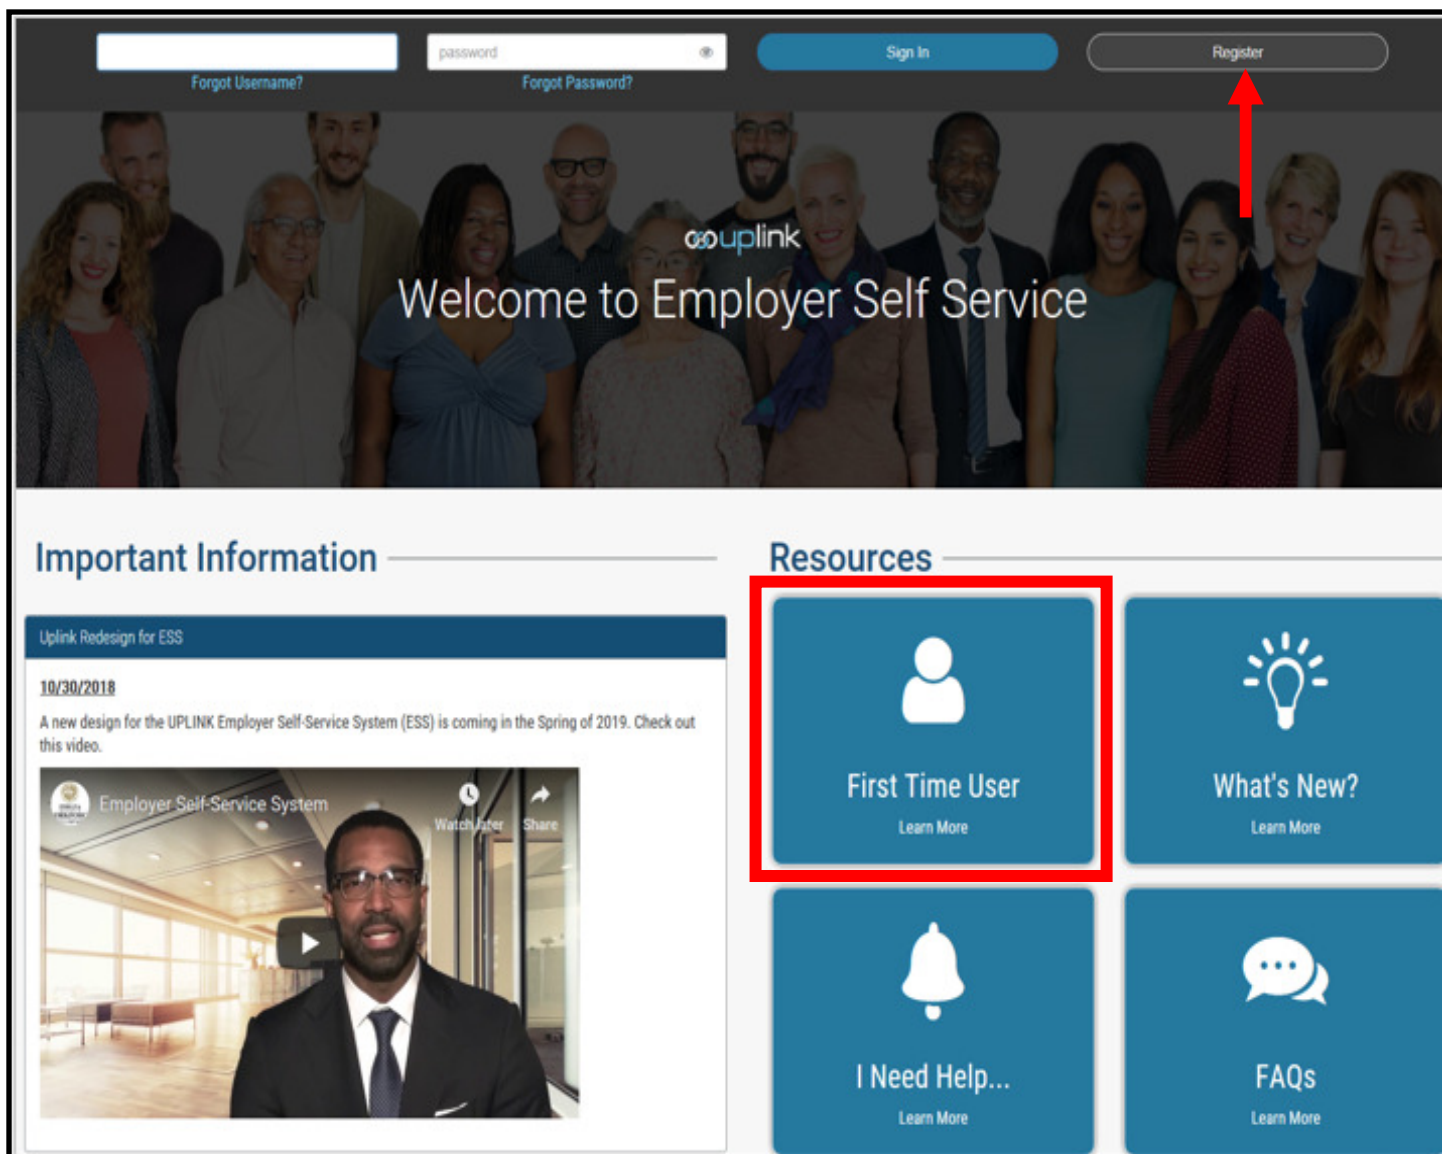 password
Sign In
Register
Forgot Username?
Forgot Password?
uplink
Welcome to Employer Self Service
Important Information
Resources
Uplink Redesign for ESS
10/30/2018
A new design for the UPLINK Employer Self-Service System (ESS) is coming in the Spring of 2019. Check out
this video.
Employer Self-Service System
Watch later
Share
First Time User
Learn More
What's New?
Learn More
I Need Help...
Learn More
FAQs
Learn More